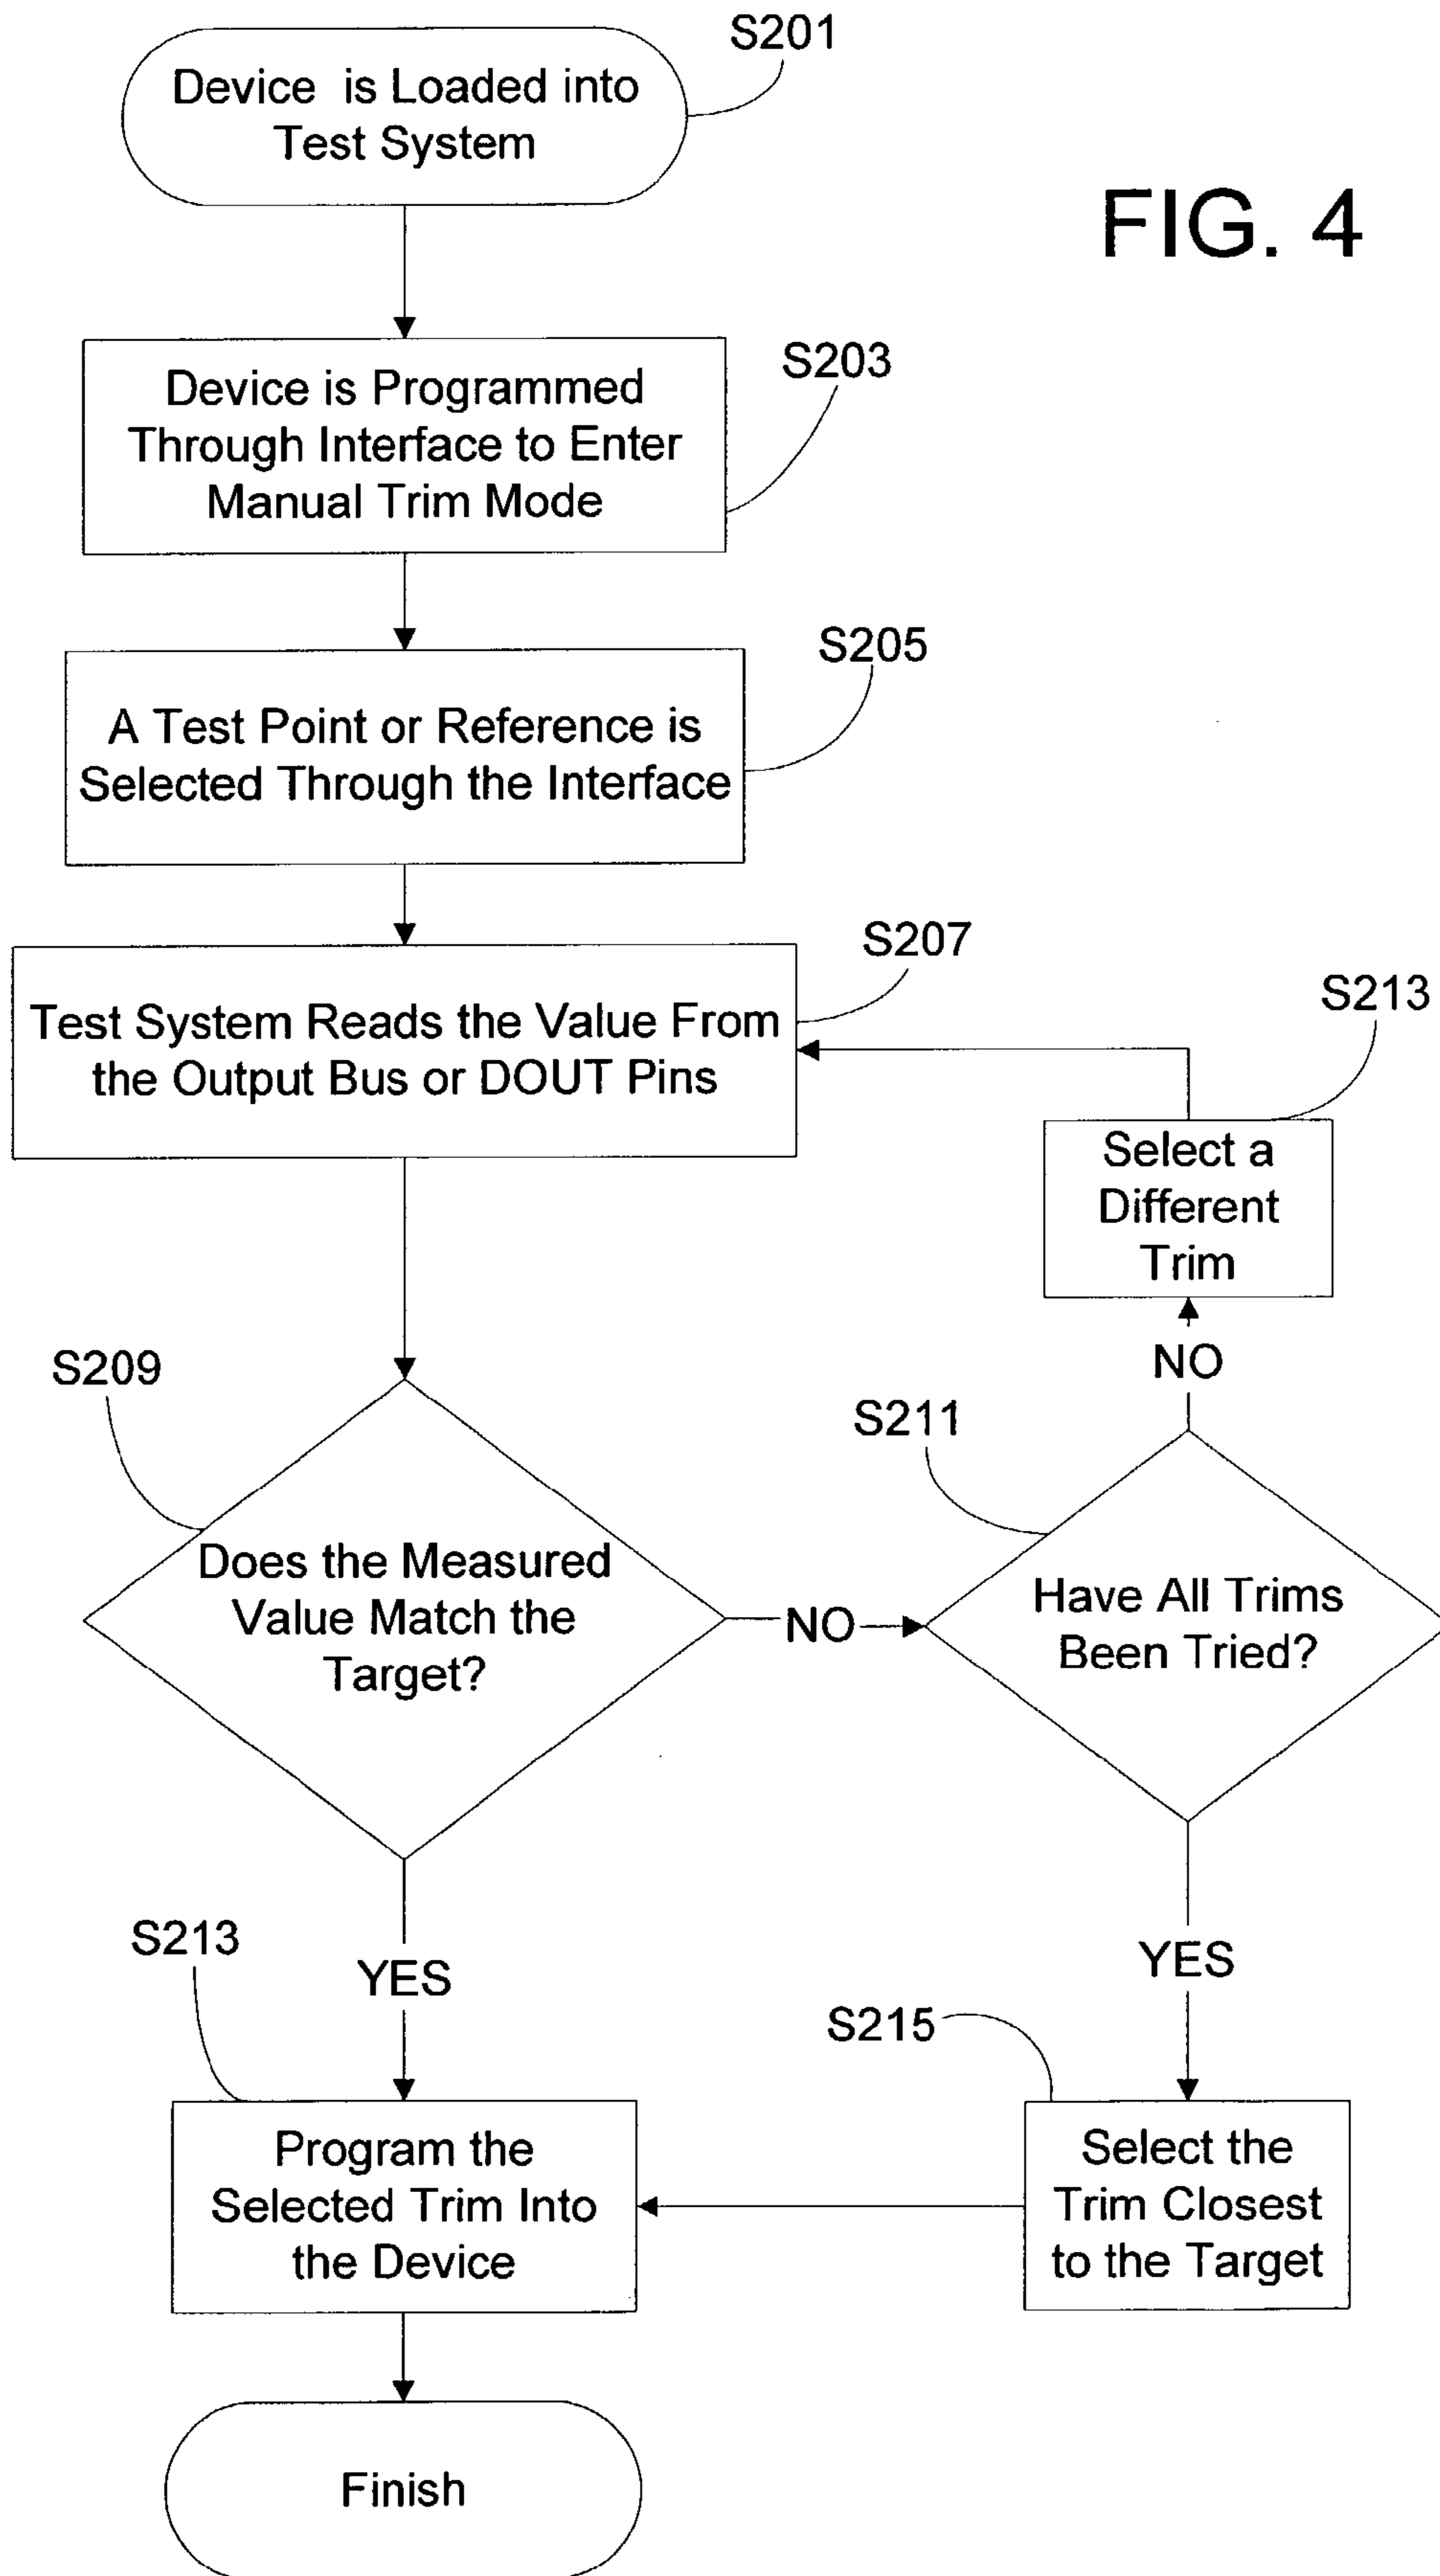 S201
Device is Loaded into
Test System
FIG. 4
S203
Device is Programmed
Through Interface to Enter
Manual Trim Mode
S205
A Test Point or Reference is
Selected Through the Interface
S207
Test System Reads the Value From
the Output Bus or DOUT Pins
S213
Select a
Different
Trim
NO
S209
Does the Measured
Value Match the
Target?
NO
S211
Have All Trims
Been Tried?
YES
YES
S213
Program the
Selected Trim Into
the Device
S215
Select the
Trim Closest
to the Target
Finish